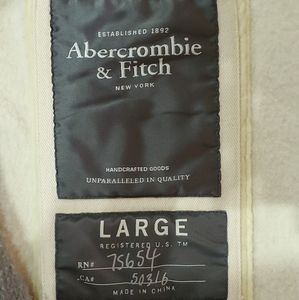 ESTABLISHED 1892
Abercrombie
& Fitch
NEW YORK
HANDCRAFTED GOODS
UNPARALLELED IN QUALITY
LARGE
REGISTERED U.S. TM
RN# 75654
CA# 50316
MADE IN CHINA